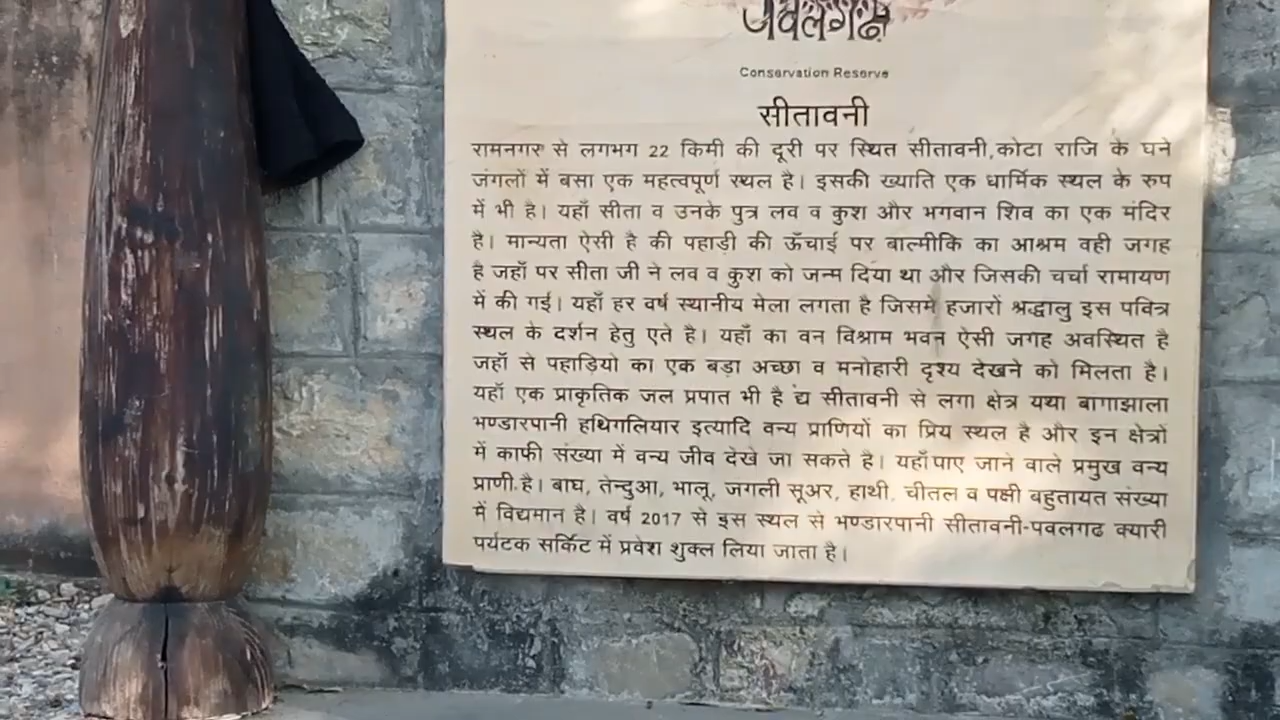 पवलगढ
Conservation Reserve
सीतावनी
रामनगर से लगभग 22 किमी की दूरी पर स्थित सीतावनी,कोटा राजि के घने
जंगलों में बसा एक महत्वपूर्ण स्थल है। इसकी ख्याति एक धार्मिक स्थल के रुप
में भी है। यहाँ सीता व उनके पुत्र लव व कुश और भगवान शिव का एक मंदिर
है। मान्यता ऐसी है की पहाड़ी की ऊँचाई पर बाल्मीकि का आश्रम वही जगह
है जहाँ पर सीता जी ने लव व कुश को जन्म दिया था और जिसकी चर्चा रामायण
में की गई। यहाँ हर वर्ष स्थानीय मेला लगता है जिसमें हजारों श्रद्धालु इस पवित्र
स्थल के दर्शन हेतु एते है। यहाँ का वन विश्राम भवन ऐसी जगह अवस्थित है
जहाँ से पहाड़ियो का एक बड़ा अच्छा व मनोहारी दृश्य देखने को मिलता है।
यहाँ एक प्राकृतिक जल प्रपात भी है द्य सीतावनी से लगा क्षेत्र यथा बागाझाला
भण्डारपानी हथिगलियार इत्यादि वन्य प्राणियों का प्रिय स्थल है और इन क्षेत्रों
में काफी संख्या में वन्य जीव देखे जा सकते है। यहाँ पाए जाने वाले प्रमुख वन्य
प्राणी.है। बाघ, तेन्दुआ, भालू, जगली सूअर, हाथी, चीतल व पक्षी बहुतायत संख्या
में विद्यमान है। वर्ष 2017 से इस स्थल से भण्डारपानी सीतावनी-पवलगढ क्यारी
पर्यटक सर्किट में प्रवेश शुक्ल लिया जाता है।